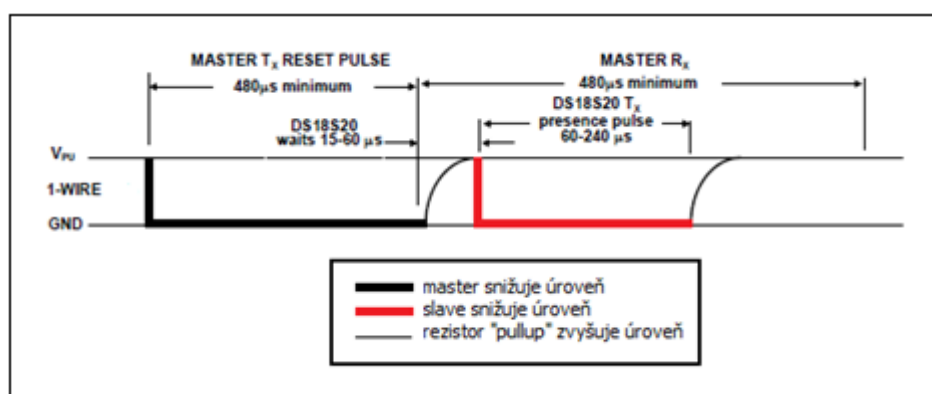 MASTER Tₓ RESET PULSE
480µs minimum
MASTER Rₓ
480µs minimum
DS18S20
waits 15-60 µs
DS18S20 Tₓ
presence pulse
60-240 µs
Vₚᵤ
1-WIRE
GND
master snižuje úroveň
slave snižuje úroveň
rezistor "pullup" zvyšuje úroveň